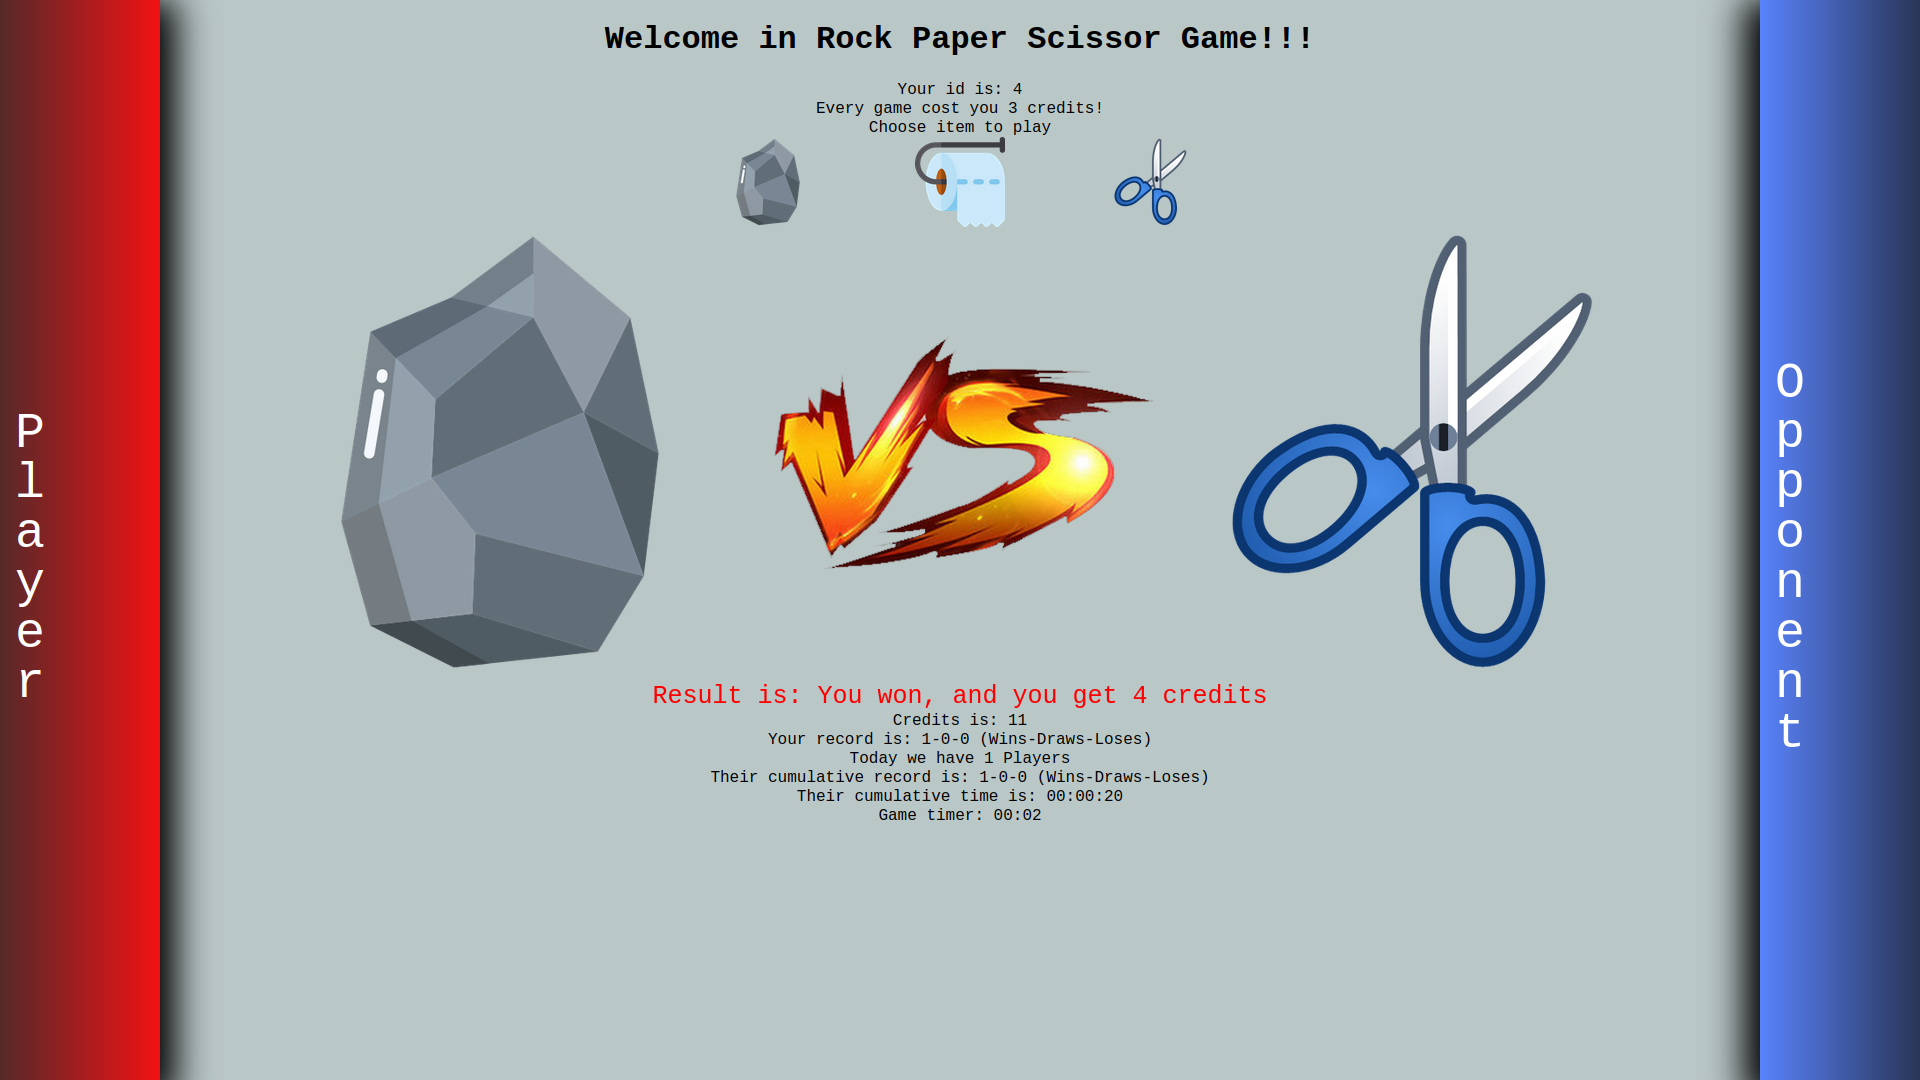 Welcome in Rock Paper Scissor Game!!!
Your id is: 4
Every game cost you 3 credits!
Choose item to play
Player
VS
Opponent
Result is: You won, and you get 4 credits
Credits is: 11
Your record is: 1-0-0 (Wins-Draws-Loses)
Today we have 1 Players
Their cumulative record is: 1-0-0 (Wins-Draws-Loses)
Their cumulative time is: 00:00:20
Game timer: 00:02